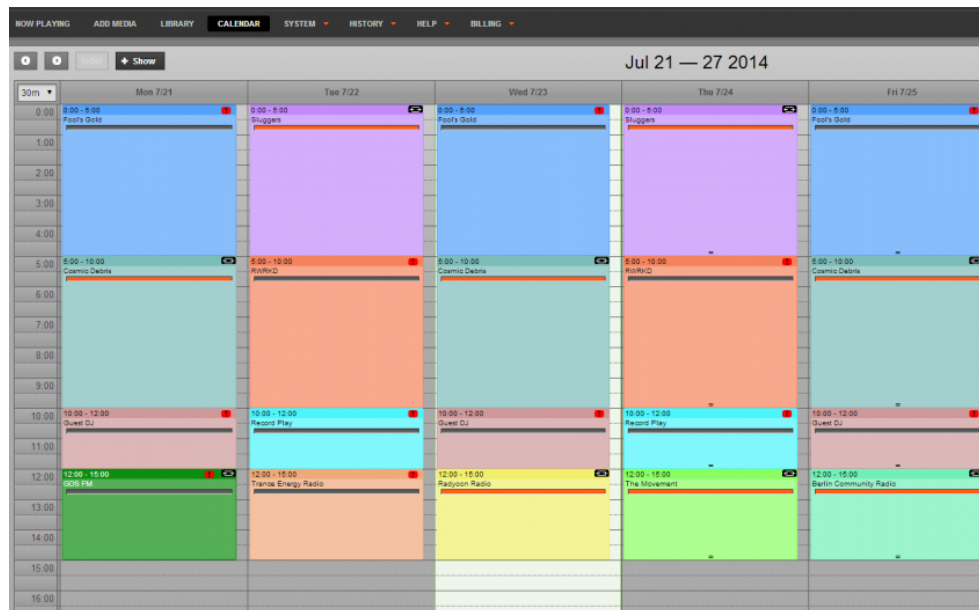 NOW PLAYING ADD MEDIA LIBRARY CALENDAR SYSTEM HISTORY HELP BILLING
today + Show Jul 21 — 27 2014
30m Mon 7/21 Tue 7/22 Wed 7/23 Thu 7/24 Fri 7/25
0:00 0:00 - 5:00 0:00 - 5:00 0:00 - 5:00 0:00 - 5:00 0:00 - 5:00
Fool's Gold Sluggers Fool's Gold Sluggers Fool's Gold
1:00
2:00
3:00
4:00
5:00 5:00 - 10:00 5:00 - 10:00 5:00 - 10:00 5:00 - 10:00 5:00 - 10:00
Cosmic Debris RWRKD Cosmic Debris RWRKD Cosmic Debris
6:00
7:00
8:00
9:00
10:00 10:00 - 12:00 10:00 - 12:00 10:00 - 12:00 10:00 - 12:00 10:00 - 12:00
Guest DJ Record Play Guest DJ Record Play Guest DJ
11:00
12:00 12:00 - 15:00 12:00 - 15:00 12:00 - 15:00 12:00 - 15:00 12:00 - 15:00
GDS FM Trance Energy Radio Radyoon Radio The Movement Berlin Community Radio
13:00
14:00
15:00
16:00